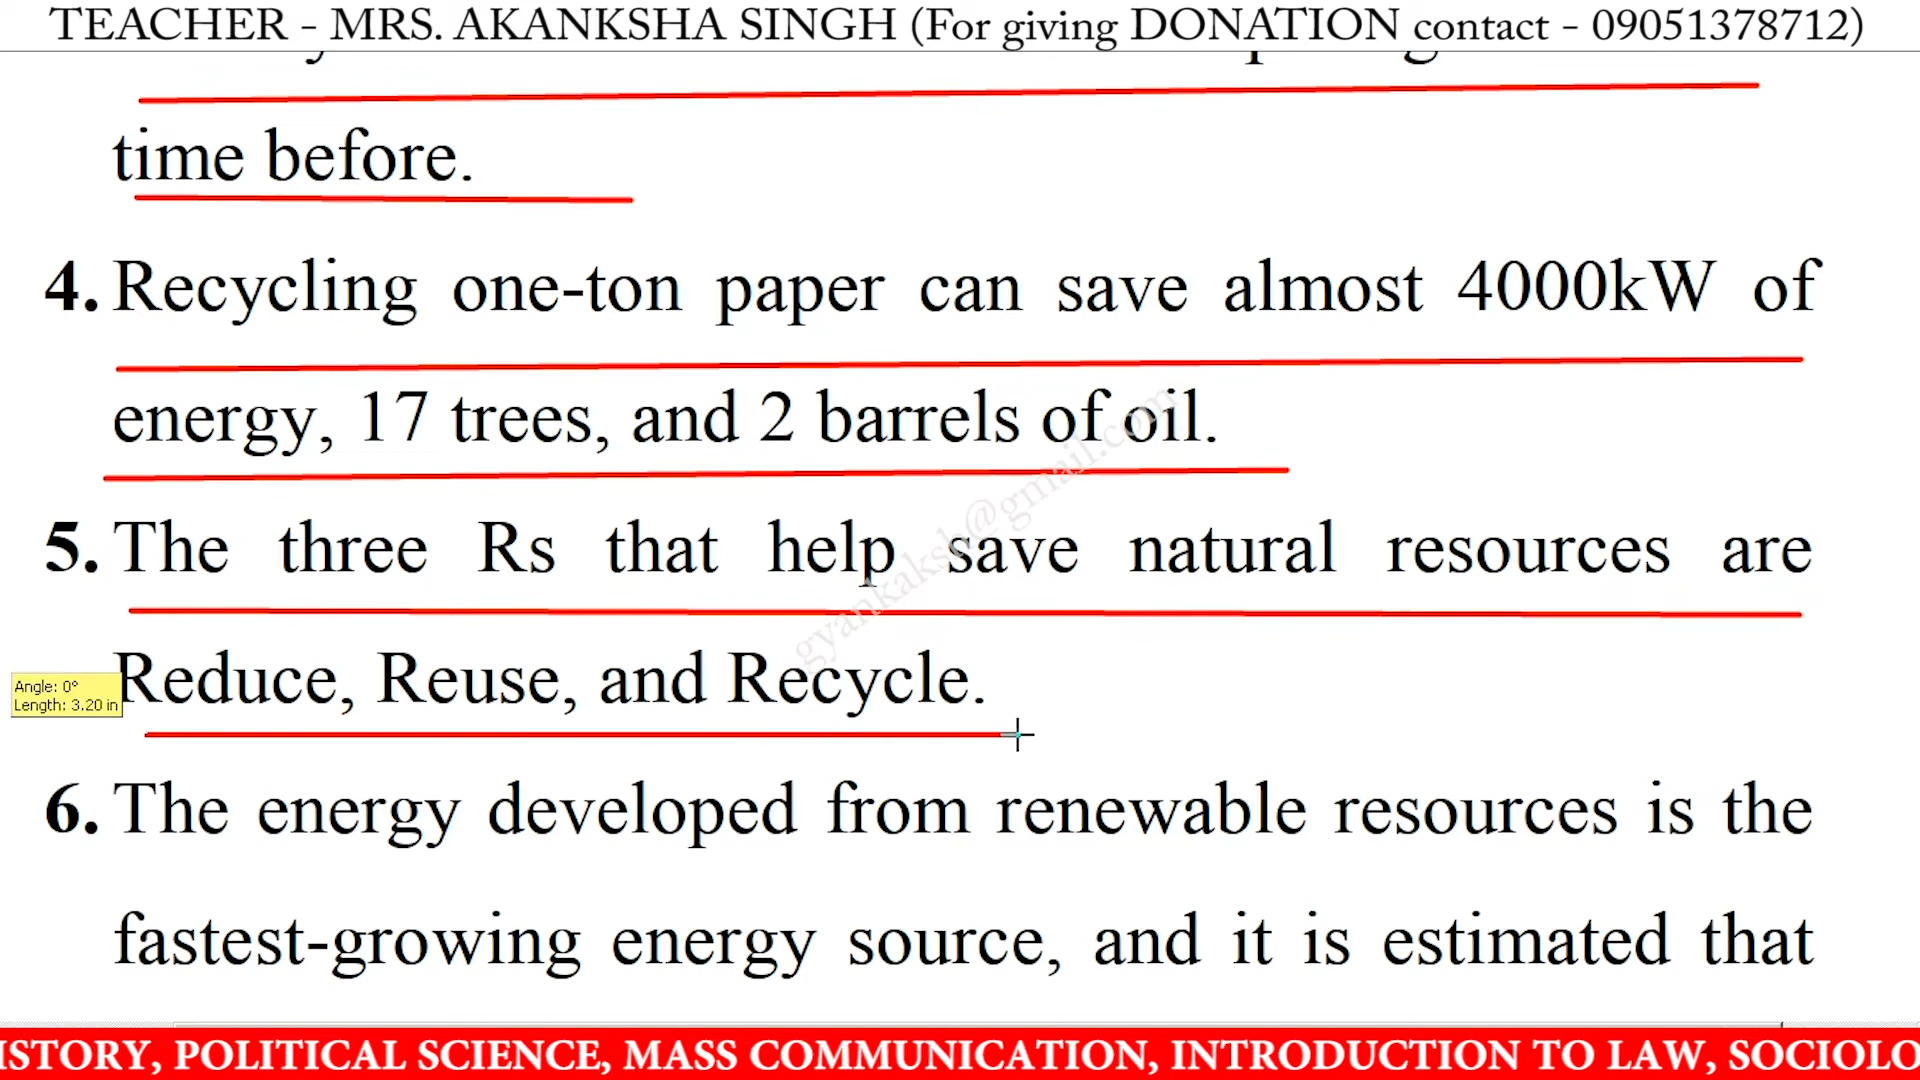 TEACHER - MRS. AKANKSHA SINGH (For giving DONATION contact - 09051378712)
time before.
4. Recycling one-ton paper can save almost 4000kW of
energy, 17 trees, and 2 barrels of oil.
gyankaksh@gmail.com
5. The three Rs that help save natural resources are
Reduce, Reuse, and Recycle.
Angle: 0°
Length: 3.20 in
6. The energy developed from renewable resources is the
fastest-growing energy source, and it is estimated that
ISTORY, POLITICAL SCIENCE, MASS COMMUNICATION, INTRODUCTION TO LAW, SOCIOLO